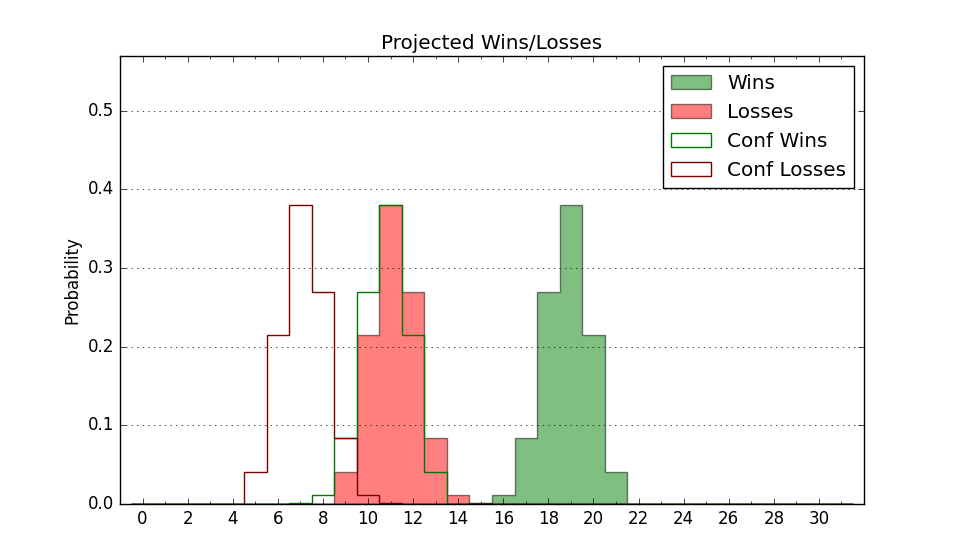 Projected Wins/Losses
Wins
Losses
Conf Wins
Conf Losses
Probability
0.5
0.4
0.3
0.2
0.1
0.0
0 2 4 6 8 10 12 14 16 18 20 22 24 26 28 30